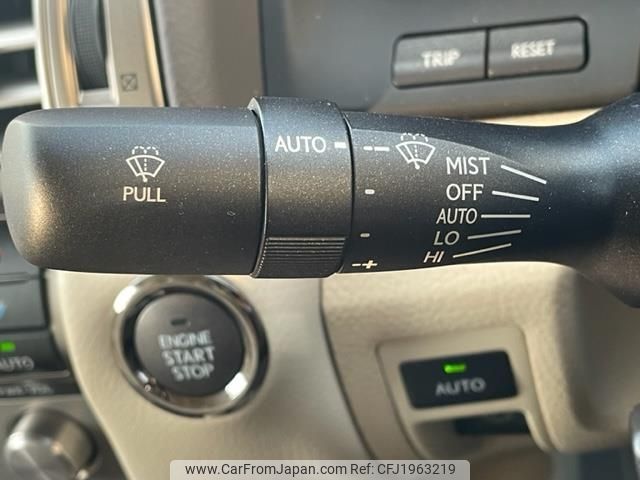 TRIP
RESET
AUTO
MIST
OFF
AUTO
LO
HI
PULL
-+
ENGINE
START
STOP
AUTO
AUTO
www.CarFromJapan.com | Ref: CFJ1963219